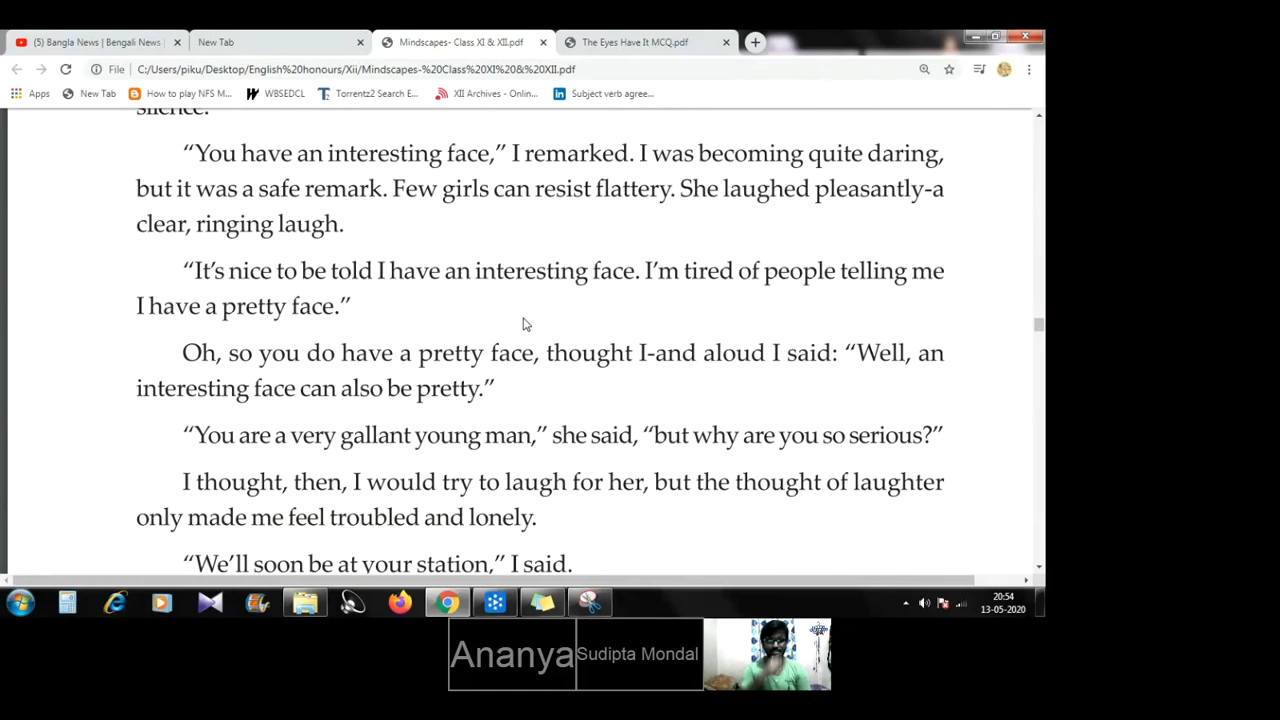 (5) Bangla News | Bengali News
New Tab
Mindscapes- Class XI & XII.pdf
The Eyes Have It MCQ.pdf
File
C:/Users/piku/Desktop/English%20honours/Xii/Mindscapes-%20Class%20XI%20&%20XII.pdf
Apps
New Tab
How to play NFS M...
WBSEDCL
Torrentz2 Search E...
XII Archives - Onlin...
Subject verb agree...
silence.
“You have an interesting face,” I remarked. I was becoming quite daring,
but it was a safe remark. Few girls can resist flattery. She laughed pleasantly-a
clear, ringing laugh.
“It’s nice to be told I have an interesting face. I’m tired of people telling me
I have a pretty face.”
Oh, so you do have a pretty face, thought I-and aloud I said: “Well, an
interesting face can also be pretty.”
“You are a very gallant young man,” she said, “but why are you so serious?”
I thought, then, I would try to laugh for her, but the thought of laughter
only made me feel troubled and lonely.
“We’ll soon be at your station,” I said.
20:54
13-05-2020
Ananya
Sudipta Mondal